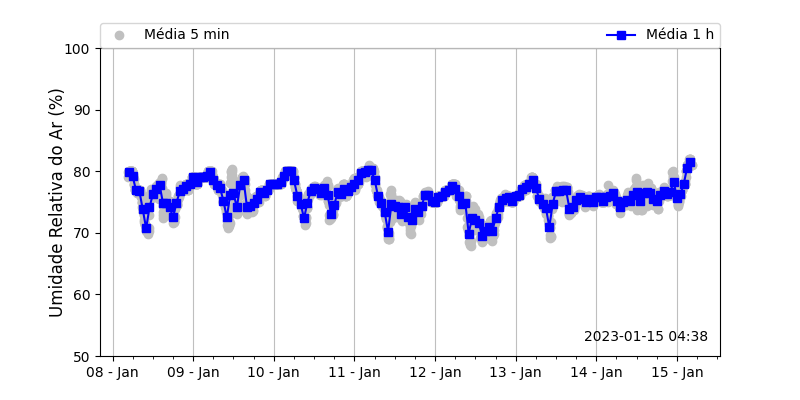 Média 5 min
Média 1 h
Umidade Relativa do Ar (%)
100
90
80
70
60
50
2023-01-15 04:38
08 - Jan
09 - Jan
10 - Jan
11 - Jan
12 - Jan
13 - Jan
14 - Jan
15 - Jan